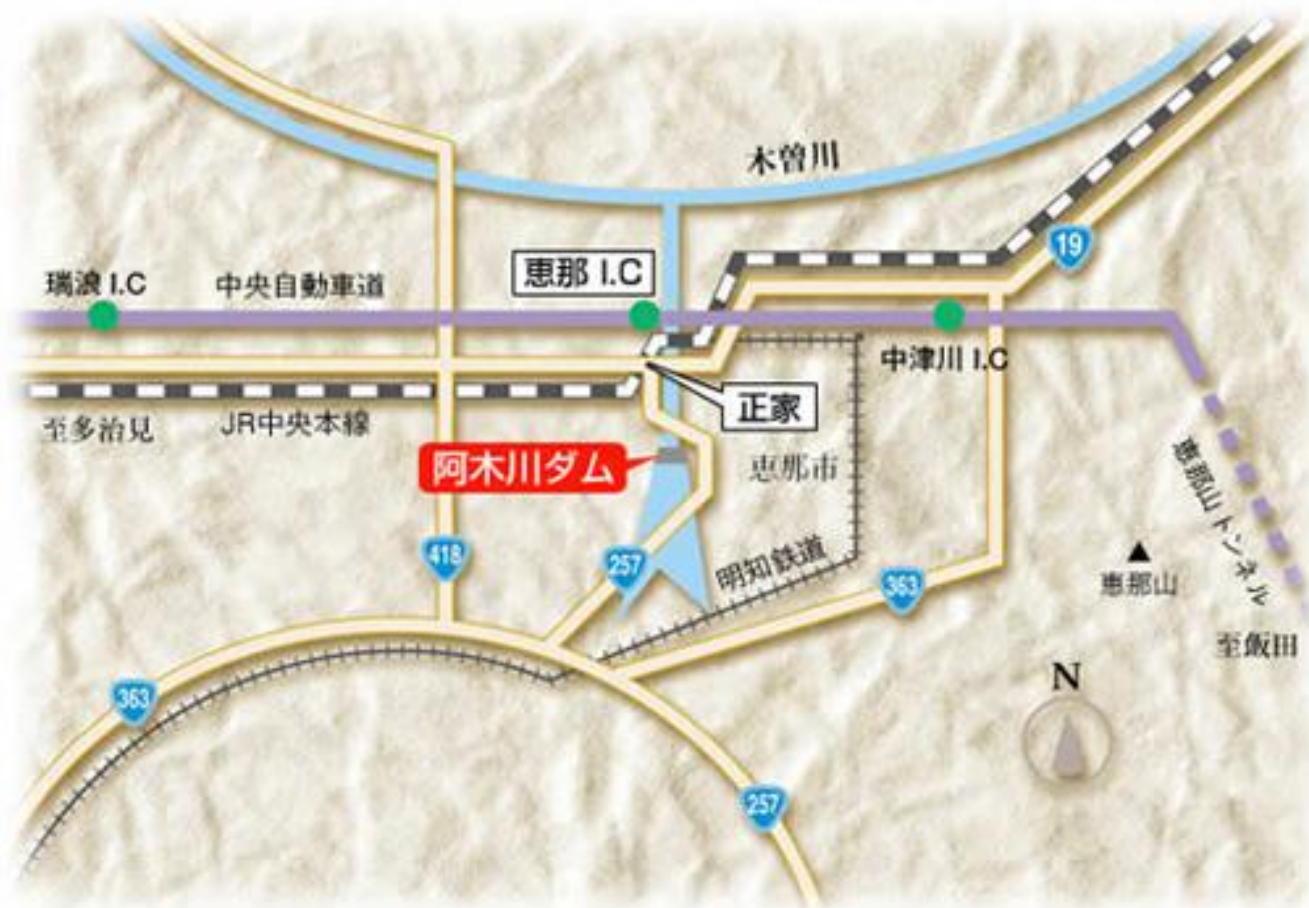 木曽川
19
瑞浪 I.C
中央自動車道
恵那 I.C
中津川 I.C
正家
至多治見
JR中央本線
阿木川ダム
恵那市
恵那山トンネル
418
257
明知鉄道
363
恵那山
至飯田
N
363
257